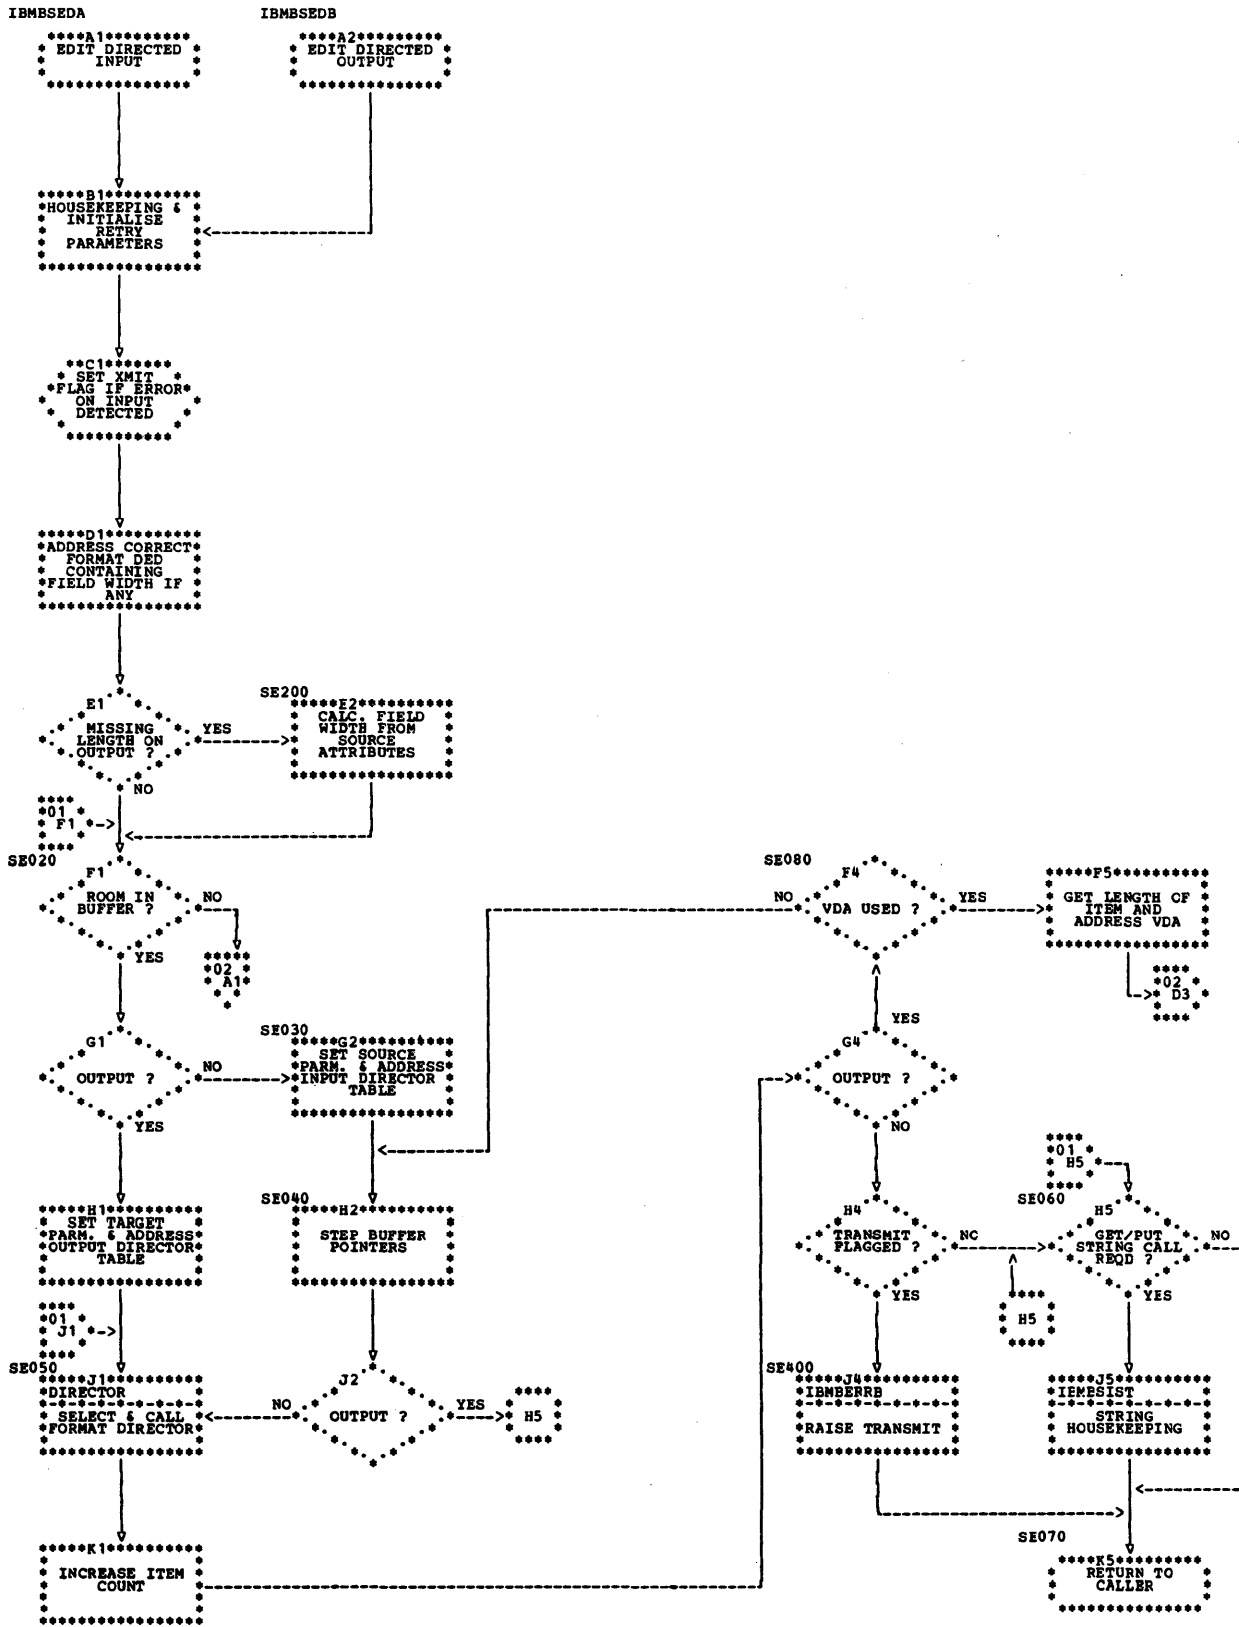 IBMBSEDA
IBMBSEDB
A1
EDIT DIRECTED
INPUT
A2
EDIT DIRECTED
OUTPUT
B1
HOUSEKEEPING &
INITIALISE
RETRY
PARAMETERS
C1
SET XMIT
FLAG IF ERROR
ON INPUT
DETECTED
D1
ADDRESS CORRECT
FORMAT DED
CONTAINING
FIELD WIDTH IF
ANY
E1
MISSING
LENGTH ON
OUTPUT ?
YES
NO
SE200
E2
CALC. FIELD
WIDTH FROM
SOURCE
ATTRIBUTES
01
F1
SE020
F1
ROOM IN
BUFFER ?
NO
YES
02
A1
SE080
F4
VDA USED ?
NO
YES
F5
GET LENGTH OF
ITEM AND
ADDRESS VDA
02
D3
G1
OUTPUT ?
NO
YES
SE030
G2
SET SOURCE
PARM. & ADDRESS
INPUT DIRECTOR
TABLE
YES
G4
OUTPUT ?
NO
01
H5
H1
SET TARGET
PARM. & ADDRESS
OUTPUT DIRECTOR
TABLE
SE040
H2
STEP BUFFER
POINTERS
H4
TRANSMIT
FLAGGED ?
NC
YES
SE060
H5
GET/PUT
STRING CALL
REQD ?
NO
YES
H5
01
J1
SE050
J1
DIRECTOR
SELECT & CALL
FORMAT DIRECTOR
J2
OUTPUT ?
NO
YES
H5
SE400
J4
IBMBERRB
RAISE TRANSMIT
J5
IBMBSIST
STRING
HOUSEKEEPING
K1
INCREASE ITEM
COUNT
SE070
K5
RETURN TO
CALLER